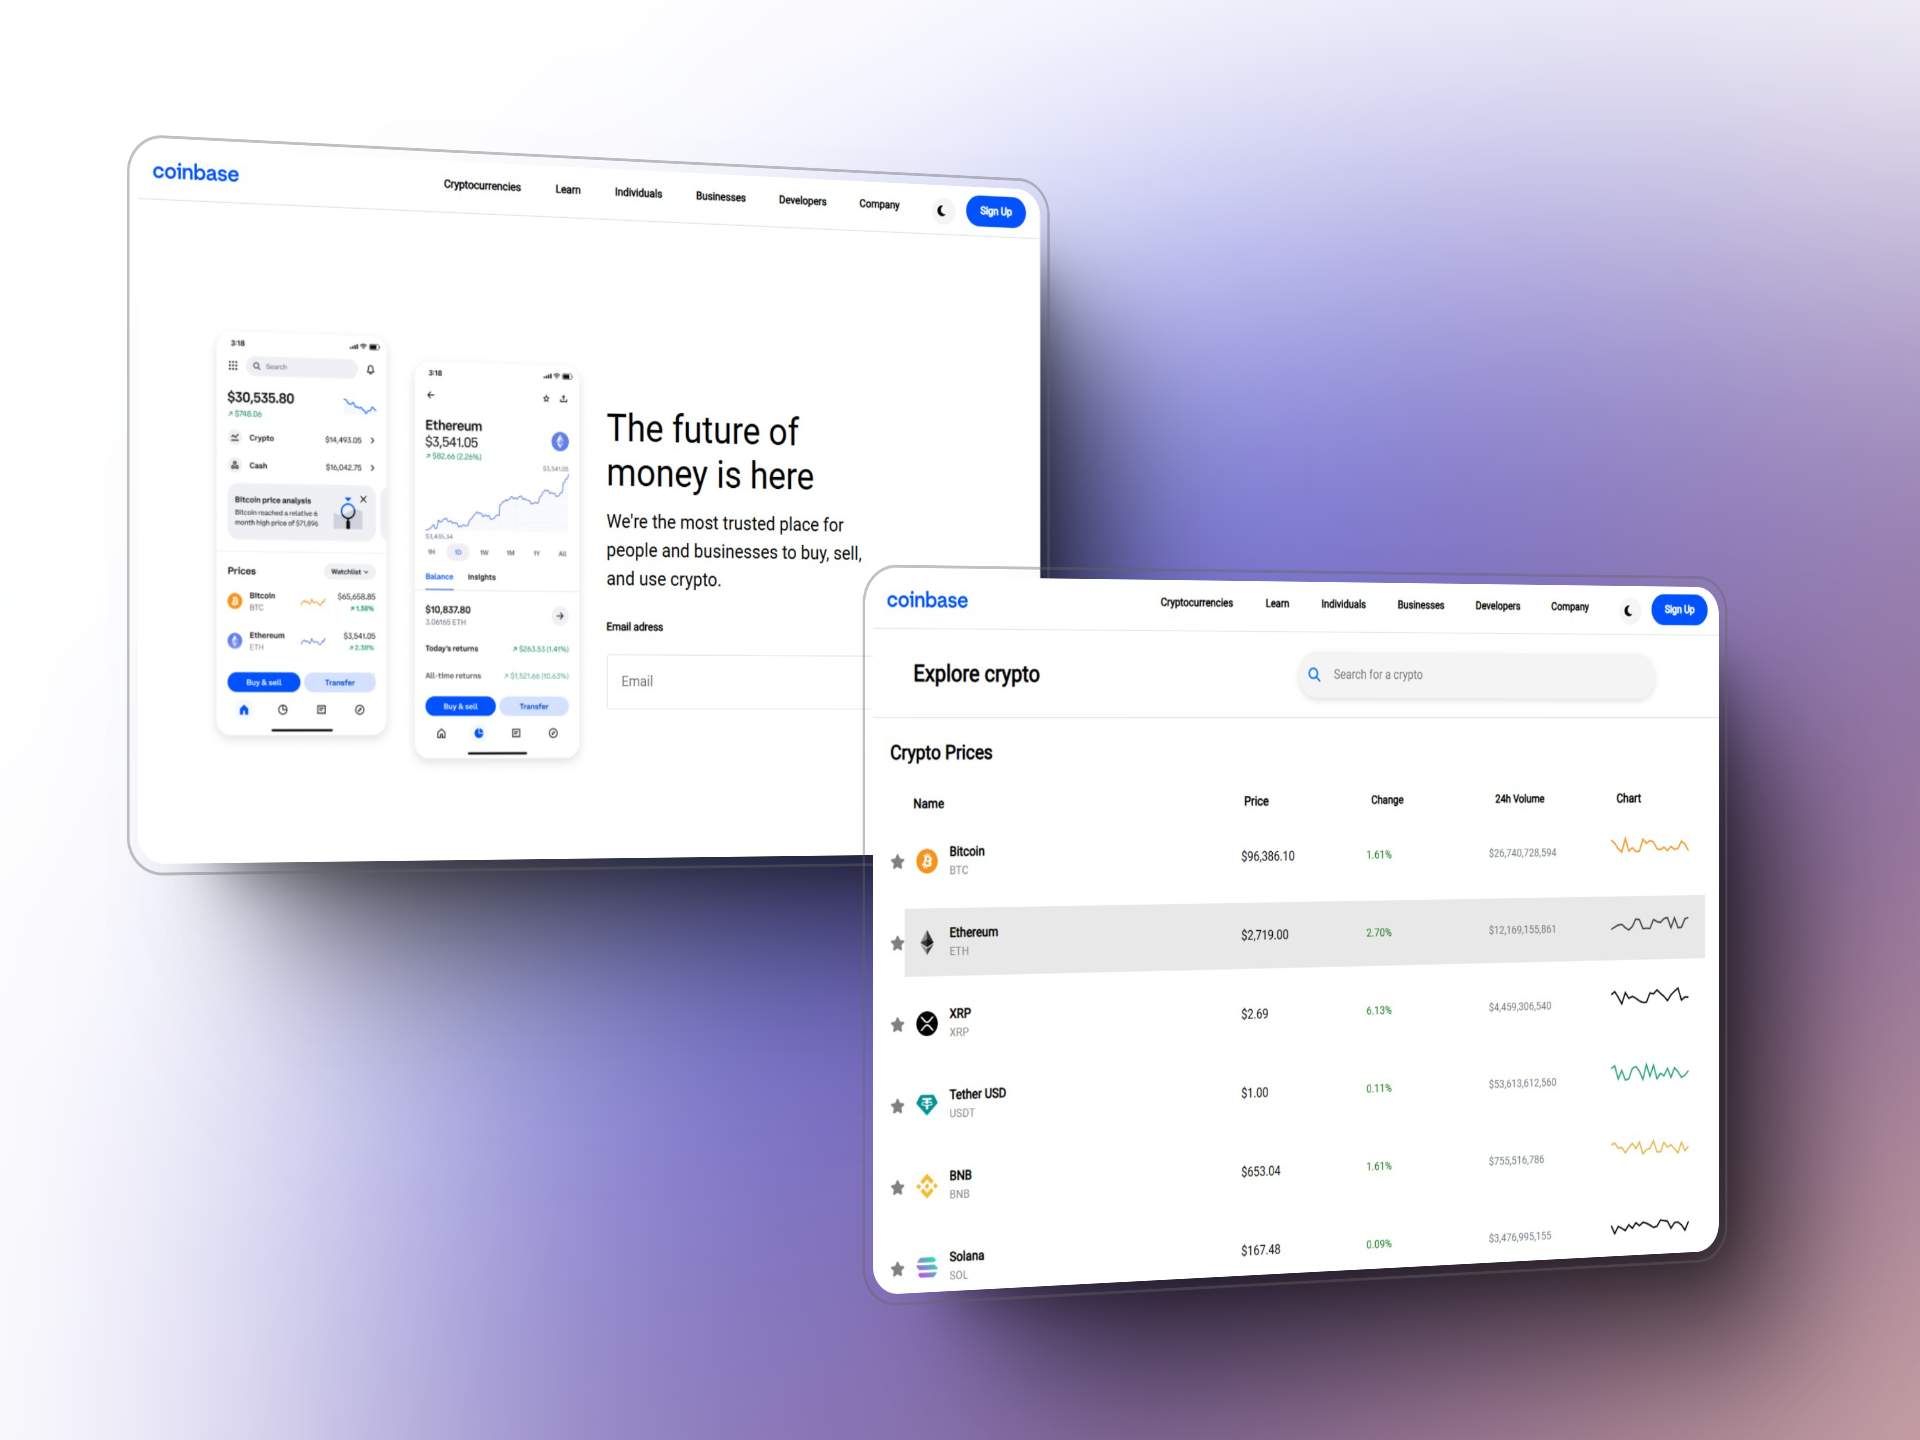 coinbase
Cryptocurrencies Learn Individuals Businesses Developers Company Sign Up
3:18
Search
$30,535.80
↗ $748.06
Crypto $14,493.05
Cash $16,042.75
Bitcoin price analysis
Bitcoin reached a relative 6
month high price of $71,896
Prices Watchlist
Bitcoin $65,658.85
BTC ↗ 1.38%
Ethereum $3,541.05
ETH ↗ 2.38%
Buy & sell Transfer
3:18
Ethereum
$3,541.05
↗ $82.66 (2.26%)
$3,541.05
$3,435.34
1H 1D 1W 1M 1Y All
Balance Insights
$10,837.80
3.06165 ETH
Today's returns ↗ $263.53 (1.41%)
All-time returns ↗ $1,521.66 (10.63%)
Buy & sell Transfer
The future of
money is here
We're the most trusted place for
people and businesses to buy, sell,
and use crypto.
Email adress
Email
coinbase
Cryptocurrencies Learn Individuals Businesses Developers Company Sign Up
Explore crypto
Search for a crypto
Crypto Prices
Name Price Change 24h Volume Chart
Bitcoin $96,386.10 1.61% $26,740,728,594
BTC
Ethereum $2,719.00 2.70% $12,169,155,861
ETH
XRP $2.69 6.13% $4,459,306,540
XRP
Tether USD $1.00 0.11% $53,613,612,560
USDT
BNB $653.04 1.61% $755,516,786
BNB
Solana $167.48 0.09% $3,476,995,155
SOL